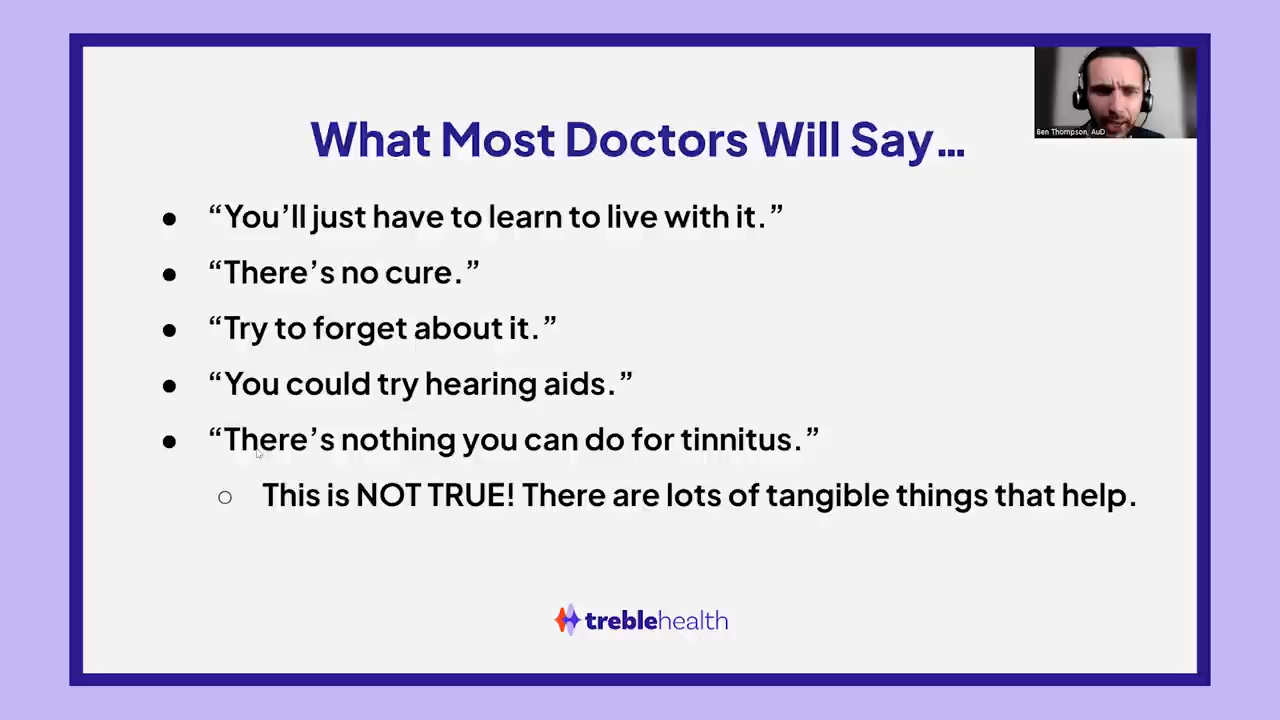 Ben Thompson, AuD
What Most Doctors Will Say...
● “You’ll just have to learn to live with it.”
● “There’s no cure.”
● “Try to forget about it.”
● “You could try hearing aids.”
● “There’s nothing you can do for tinnitus.”
○ This is NOT TRUE! There are lots of tangible things that help.
treblehealth